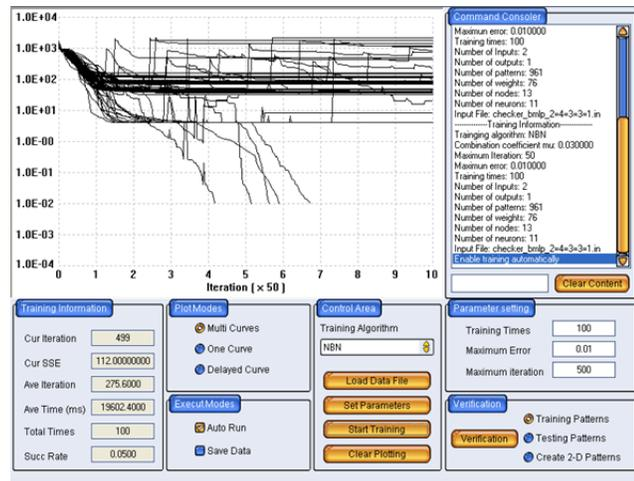 1.0E+04
1.0E+03
1.0E+02
1.0E+01
1.0E-00
1.0E-01
1.0E-02
1.0E-03
1.0E-04
0 1 2 3 4 5 6 7 8 9 10
Iteration [ x 50 ]
Command Consoler
Maximun error: 0.010000
Training times: 100
Number of Inputs: 2
Number of outputs: 1
Number of patterns: 961
Number of weights: 76
Number of nodes: 13
Number of neurons: 11
Input File: checker_bmlp_2=4=3=3=1.in
------------Training Information------------
Trainging algorithm: NBN
Combination coefficient mu: 0.030000
Maximum Iteration: 50
Maximun error: 0.010000
Training times: 100
Number of Inputs: 2
Number of outputs: 1
Number of patterns: 961
Number of weights: 76
Number of nodes: 13
Number of neurons: 11
Input File: checker_bmlp_2=4=3=3=1.in
Enable training automatically
Clear Content
Training Information
Cur Iteration 499
Cur SSE 112.00000000
Ave Iteration 275.6000
Ave Time (ms) 19602.4000
Total Times 100
Succ Rate 0.0500
Plot Modes
Multi Curves
One Curve
Delayed Curve
Execut Modes
Auto Run
Save Data
Control Area
Training Algorithm
NBN
Load Data File
Set Parameters
Start Training
Clear Plotting
Parameter setting
Training Times 100
Maximum Error 0.01
Maximum iteration 500
Verification
Verification
Training Patterns
Testing Patterns
Create 2-D Patterns